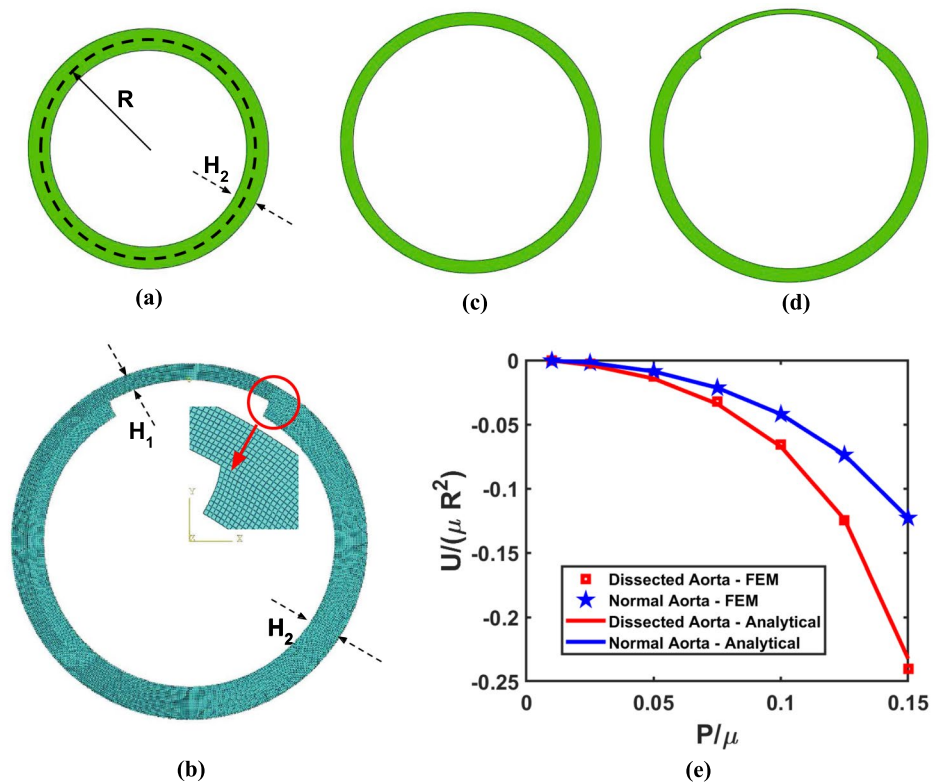 R
H2
(a)
(c)
(d)
H1
Y
X
X
H2
(b)
0
-0.05
-0.1
-0.15
-0.2
-0.25
U/(μ R²)
Dissected Aorta - FEM
Normal Aorta - FEM
Dissected Aorta - Analytical
Normal Aorta - Analytical
0
0.05
0.1
0.15
P/μ
(e)